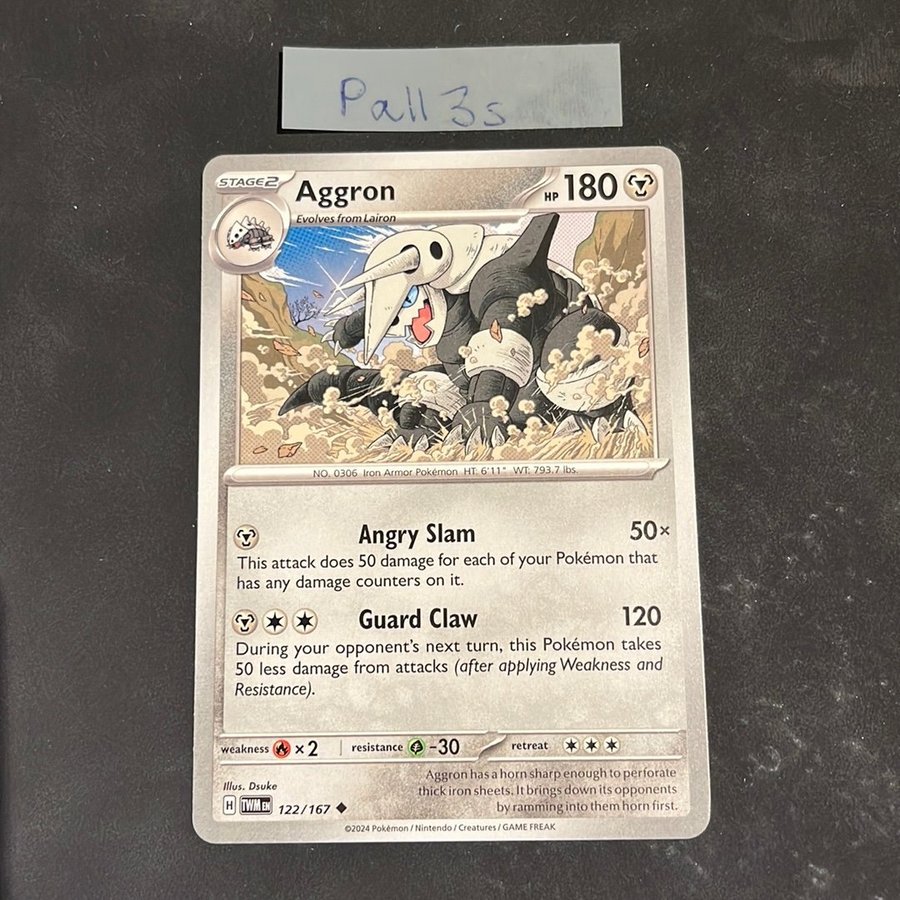 Pall3s
STAGE2 Aggron HP 180
Evolves from Lairon
NO. 0306 Iron Armor Pokémon HT: 6'11" WT: 793.7 lbs.
Angry Slam 50×
This attack does 50 damage for each of your Pokémon that
has any damage counters on it.
Guard Claw 120
During your opponent's next turn, this Pokémon takes
50 less damage from attacks (after applying Weakness and
Resistance).
weakness ×2 resistance -30 retreat
Illus. Dsuke
Aggron has a horn sharp enough to perforate
thick iron sheets. It brings down its opponents
by ramming into them horn first.
H TWM EN 122/167
©2024 Pokémon / Nintendo / Creatures / GAME FREAK